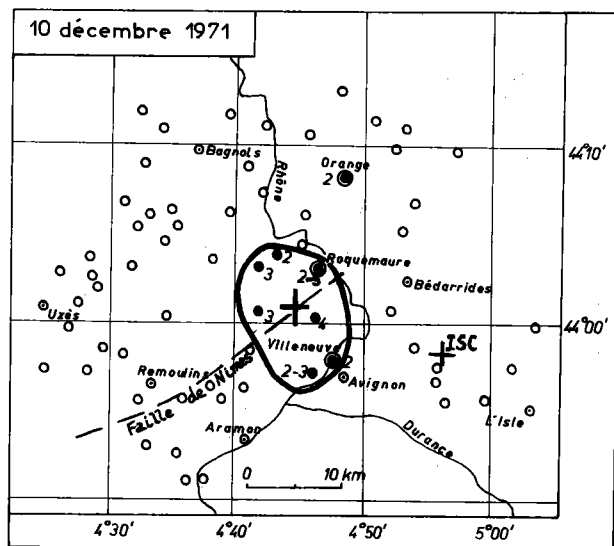 10 décembre 1971
44°10'
Bagnols
Rhône
Orange
2
Roquemaure
2
2-3
3
Bédarrides
Uzès
3
4
44°00'
ISC
Villeneuve
2
2-3
Avignon
Remoulins
Faille de Nîmes
L'Isle
Aramon
Durance
0 10 km
4°30' 4°40' 4°50' 5°00'